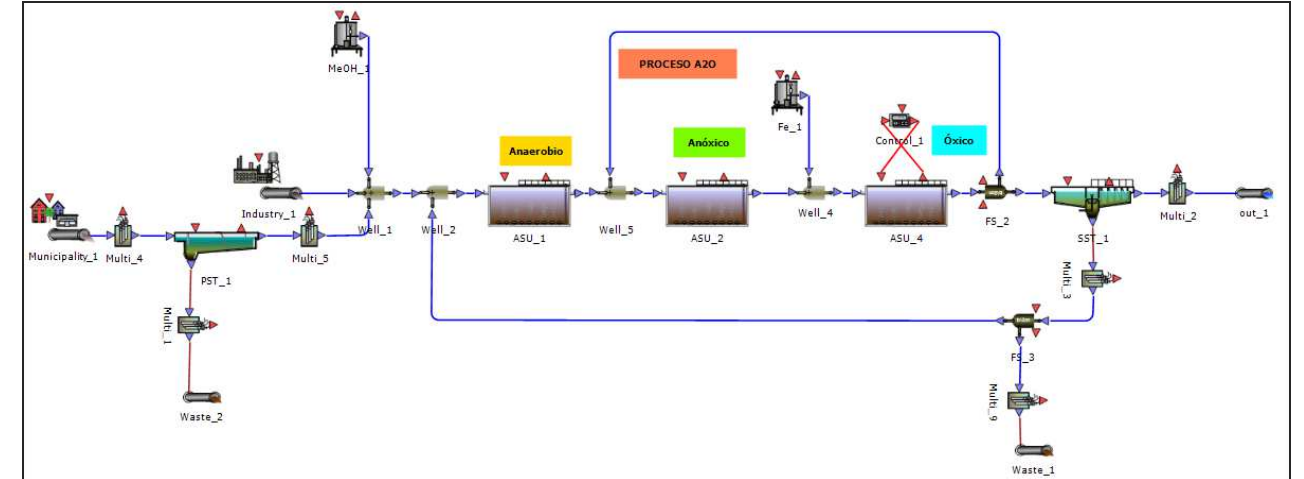 MeOH_1
PROCESO A2O
Fe_1
Anaerobio
Anóxico
Control_1
Óxico
Industry_1
Well_1
Well_2
ASU_1
Well_5
ASU_2
Well_4
ASU_4
FS_2
SST_1
Multi_2
out_1
Municipality_1
Multi_4
PST_1
Multi_5
Multi_3
Multi_1
FS_3
Multi_9
Waste_2
Waste_1